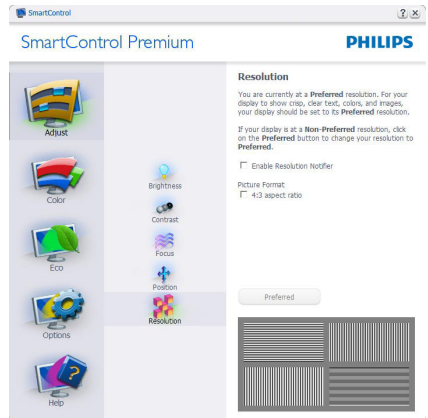 SmartControl
? ×
SmartControl Premium
PHILIPS
Adjust
Color
Eco
Options
Help
Brightness
Contrast
Focus
Position
Resolution
Resolution
You are currently at a Preferred resolution. For your
display to show crisp, clear text, colors, and images,
your display should be set to its Preferred resolution.
If your display is at a Non-Preferred resolution, click
on the Preferred button to change your resolution to
Preferred.
Enable Resolution Notifier
Picture Format
4:3 aspect ratio
Preferred